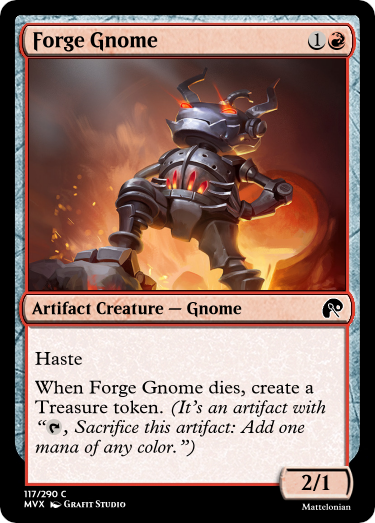 Forge Gnome 1
Artifact Creature — Gnome
Haste
When Forge Gnome dies, create a
Treasure token. (It's an artifact with
“, Sacrifice this artifact: Add one
mana of any color.”)
2/1
117/290 C
MVX Grafit Studio
Mattelonian